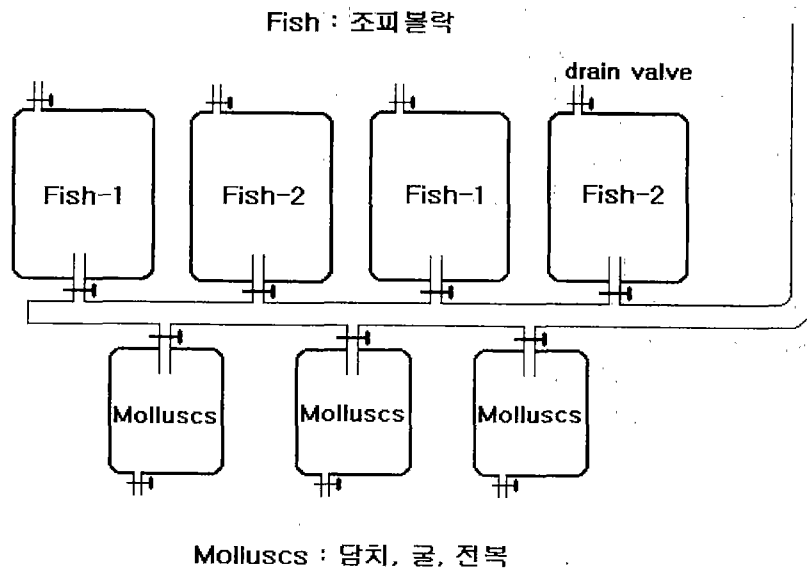 Fish : 조피볼락
drain valve
Fish-1 Fish-2 Fish-1 Fish-2
Molluscs Molluscs Molluscs
Molluscs : 담치, 굴, 전복